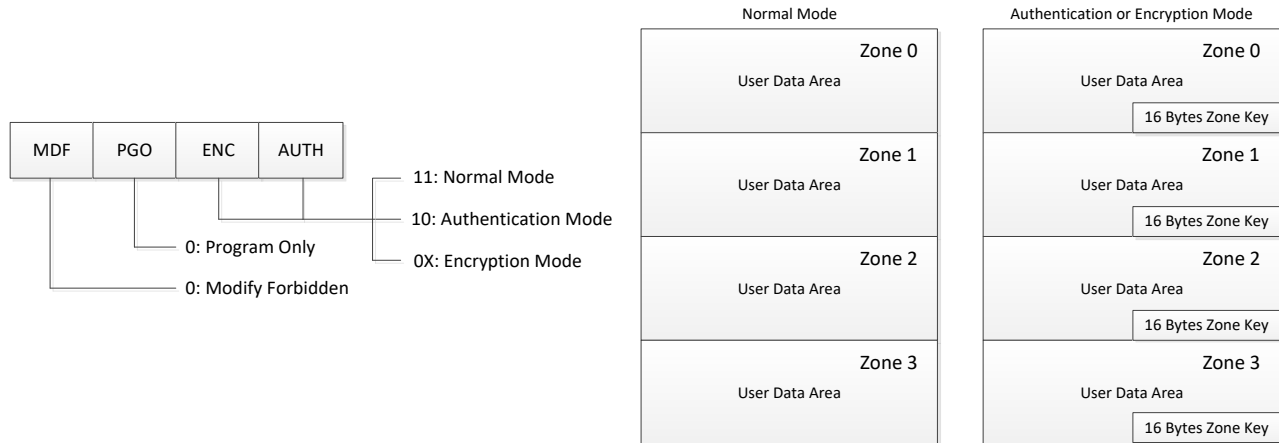 MDF PGO ENC AUTH
11: Normal Mode
10: Authentication Mode
0X: Encryption Mode
0: Program Only
0: Modify Forbidden
Normal Mode
Zone 0
User Data Area
Zone 1
User Data Area
Zone 2
User Data Area
Zone 3
User Data Area
Authentication or Encryption Mode
Zone 0
User Data Area
16 Bytes Zone Key
Zone 1
User Data Area
16 Bytes Zone Key
Zone 2
User Data Area
16 Bytes Zone Key
Zone 3
User Data Area
16 Bytes Zone Key